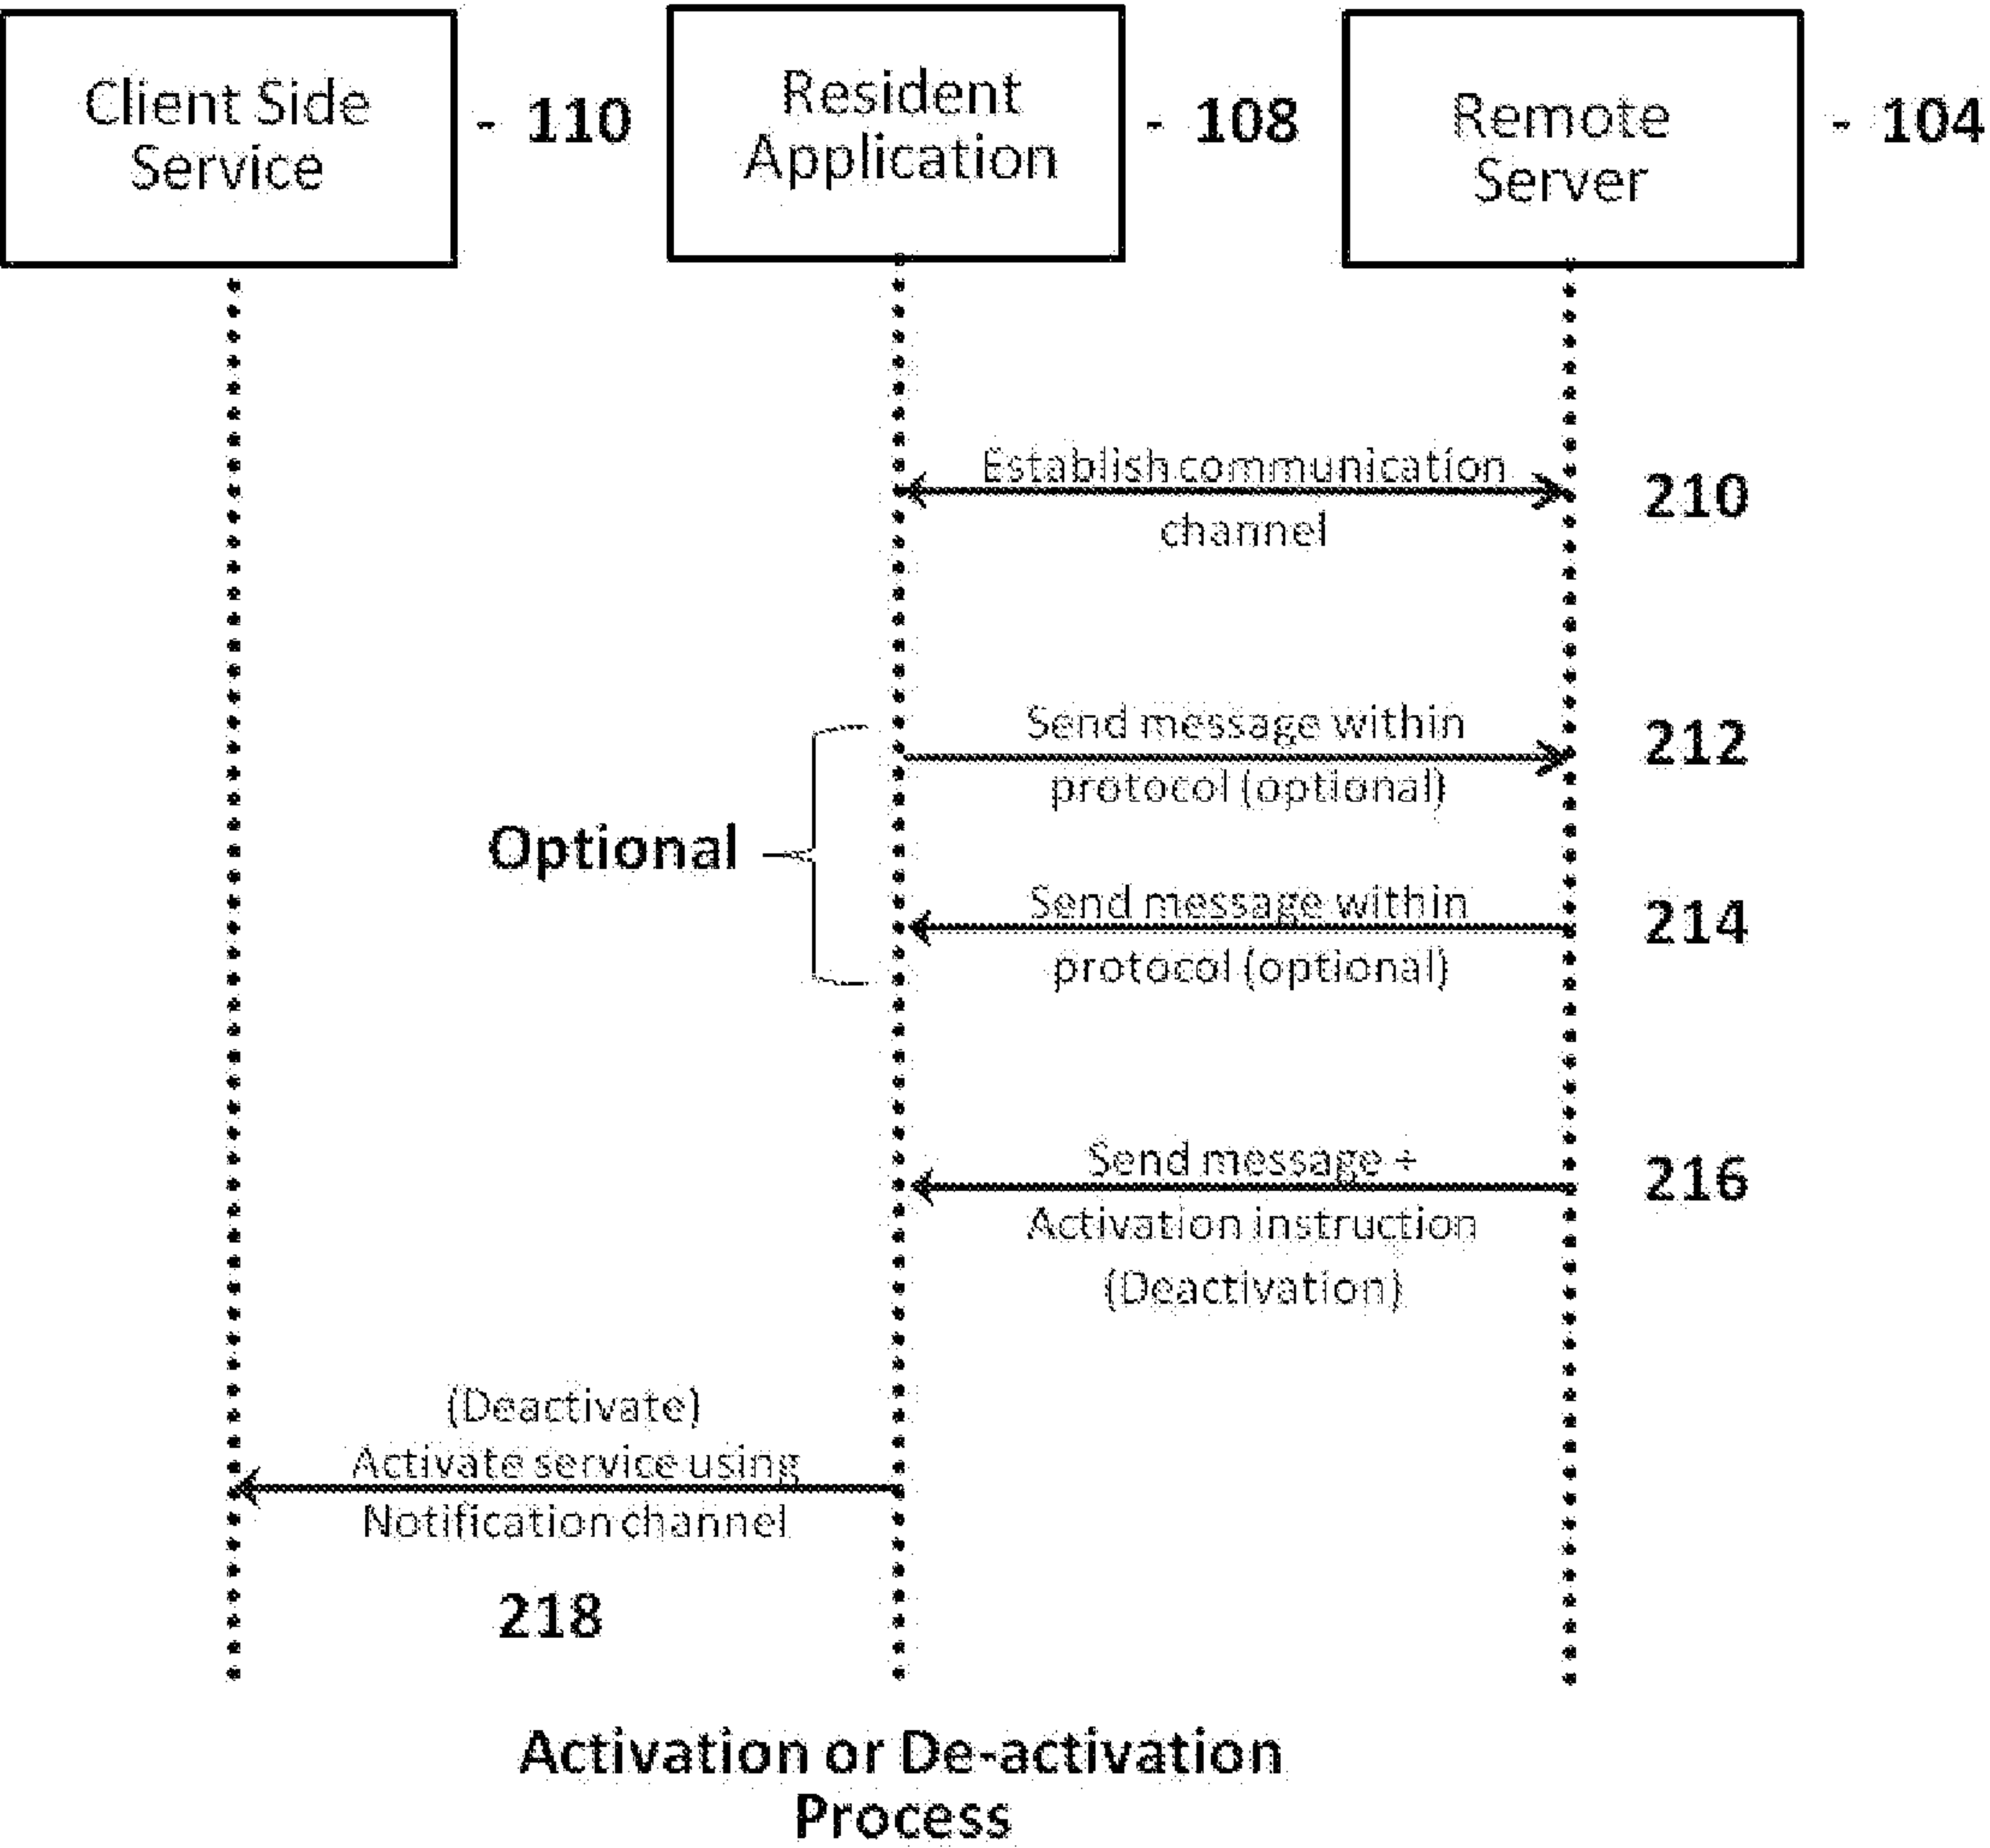 Client Side
Service
- 110
Resident
Application
- 108
Remote
Server
- 104
Establish communication
channel
210
Send message within
protocol (optional)
212
Optional
Send message within
protocol (optional)
214
Send message +
Activation instruction
(Deactivation)
216
(Deactivate)
Activate service using
Notification channel
218
Activation or De-activation
Process